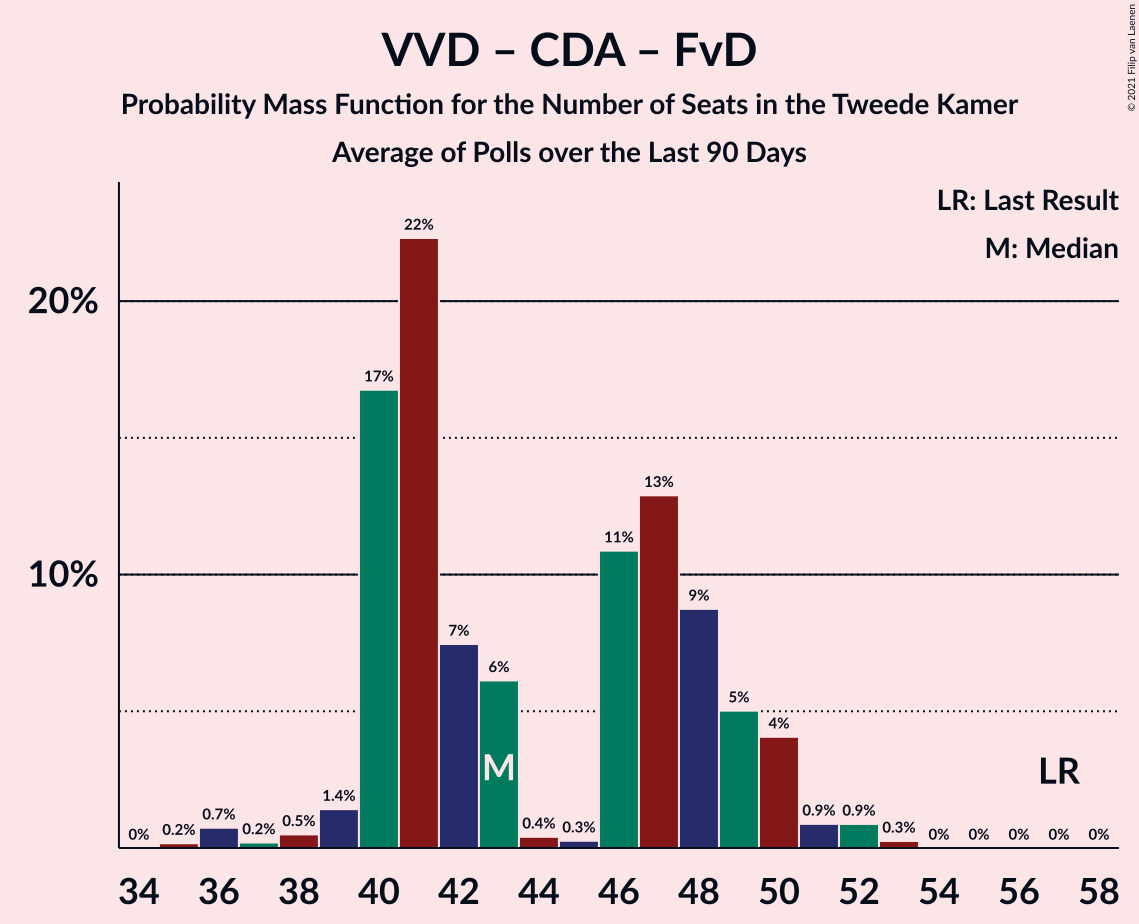 VVD – CDA – FvD
Probability Mass Function for the Number of Seats in the Tweede Kamer
Average of Polls over the Last 90 Days
© 2021 Filip van Laenen
LR: Last Result
M: Median
22%
20%
17%
13%
11%
10%
9%
7%
6%
5%
4%
M
LR
0% 0.2% 0.7% 0.2% 0.5% 1.4% 0.4% 0.3% 0.9% 0.9% 0.3% 0% 0% 0% 0% 0%
34 36 38 40 42 44 46 48 50 52 54 56 58